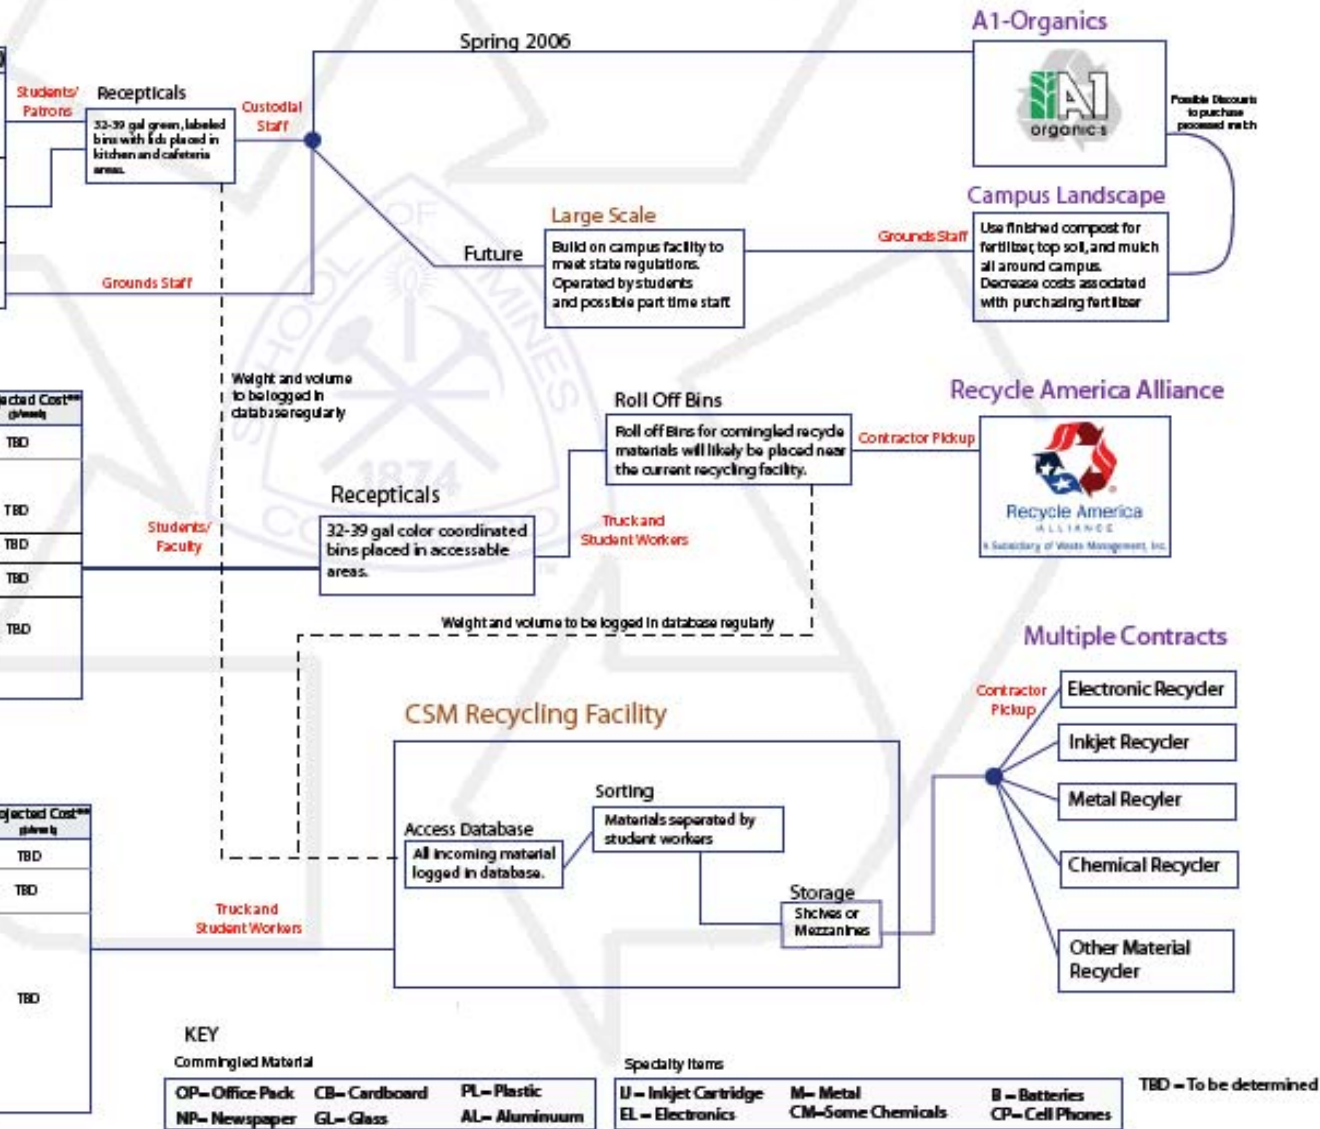 A1-Organics
Spring 2006
Students/
Patrons
Recepticals
32-39 gal green, labeled
bins with lids placed in
kitchen and cafeteria
areas.
Custodial
Staff
A1
organics
Possible Discounts
to purchase
Campus Landscape
Use finished compost for
fertilizer, top soil, and mulch
all around campus.
Decrease costs associated
with purchasing fertilizer
Large Scale
Build on campus facility to
meet state regulations.
Operated by students
and possible part time staff
Grounds Staff
Future
Grounds Staff
SCHOOL OF MINES
1874
COLORADO
Weight and volume
to be logged in
database regularly
ected Cost**
TBD
TBD
TBD
TBD
TBD
Students/
Faculty
Recepticals
32-39 gal color coordinated
bins placed in accessable
areas.
Truck and
Student Workers
Roll Off Bins
Roll off Bins for comingled recycle
materials will likely be placed near
the current recycling facility.
Contractor Pickup
Recycle America Alliance
Recycle America
ALLIANCE
A Subsidiary of Waste Management, Inc.
Weight and volume to be logged in database regularly
Multiple Contracts
Contractor
Pickup
Electronic Recycler
Inkjet Recycler
Metal Recyler
Chemical Recycler
Other Material
Recycler
CSM Recycling Facility
Access Database
All incoming material
logged in database.
Sorting
Materials seperated by
student workers
Storage
Shelves or
Mezzanines
ojected Cost**
TBD
TBD
TBD
Truck and
Student Workers
KEY
Commingled Material
OP– Office Pack CB– Cardboard PL– Plastic
NP– Newspaper GL– Glass AL– Aluminuum
Specialty Items
IJ – Inkjet Cartridge M– Metal B – Batteries
EL – Electronics CM–Some Chemicals CP– Cell Phones
TBD – To be determined